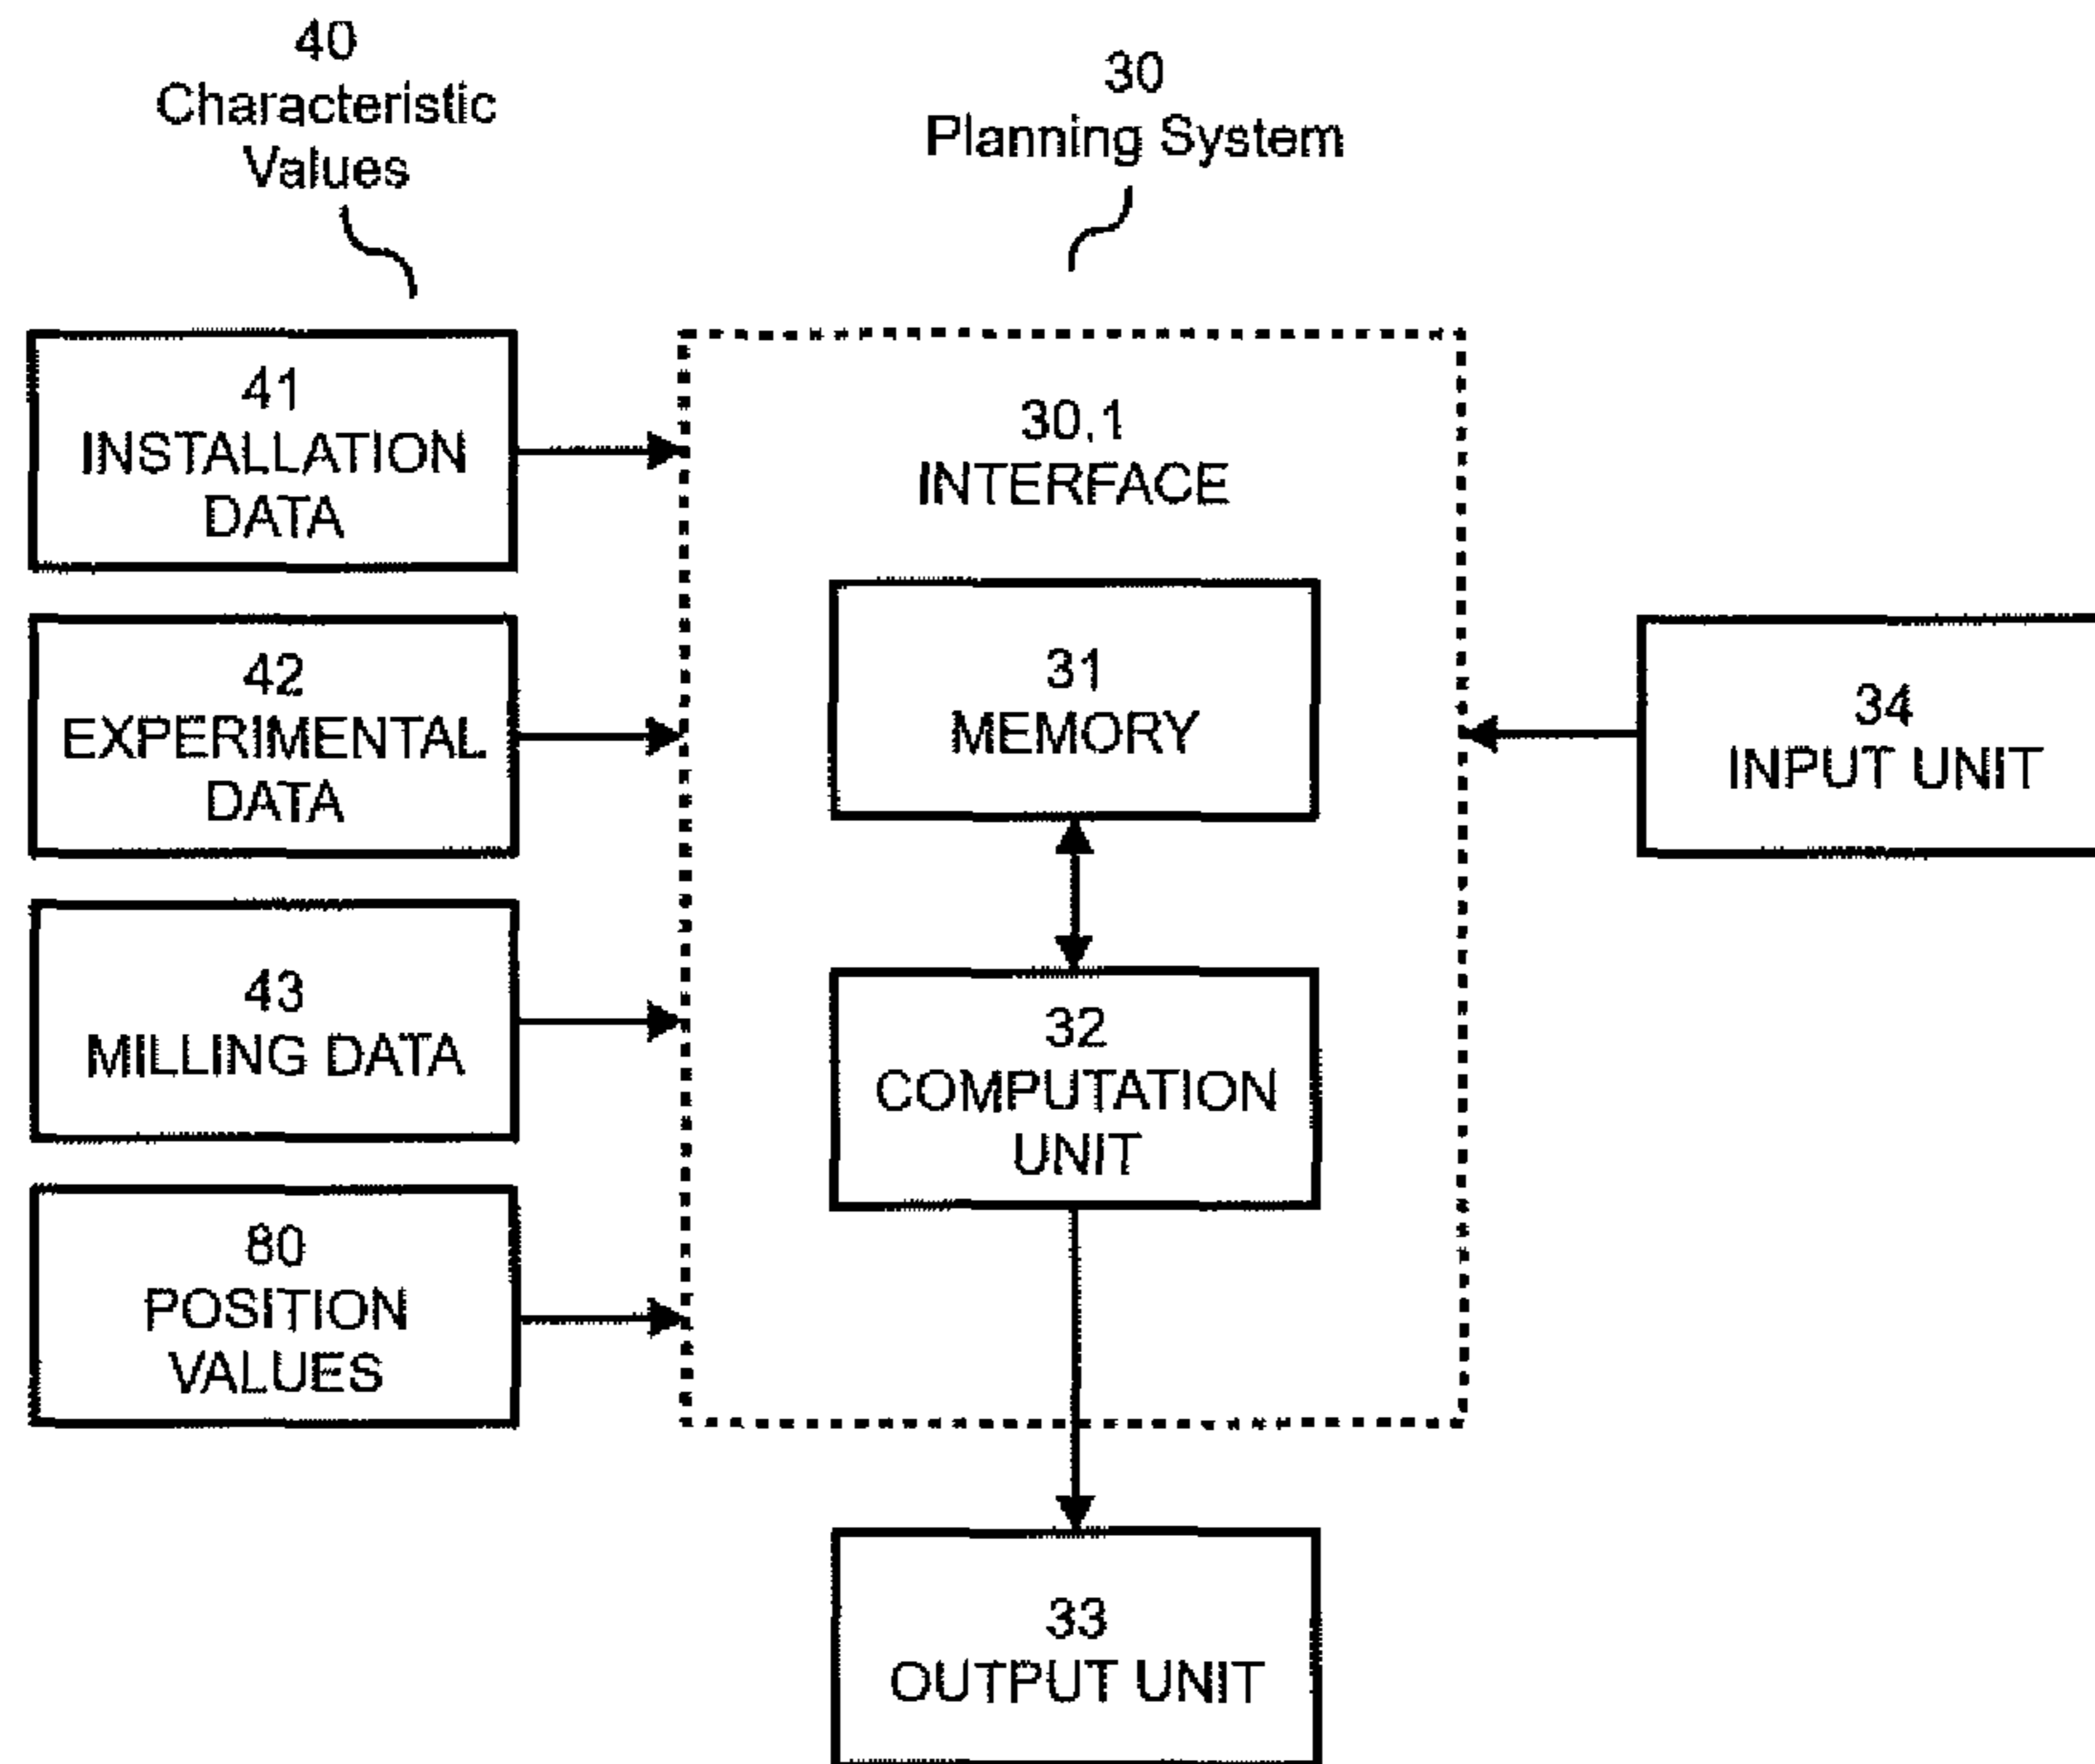 40
Characteristic
Values
30
Planning System
41
INSTALLATION
DATA
42
EXPERIMENTAL
DATA
43
MILLING DATA
80
POSITION
VALUES
30.1
INTERFACE
31
MEMORY
32
COMPUTATION
UNIT
33
OUTPUT UNIT
34
INPUT UNIT